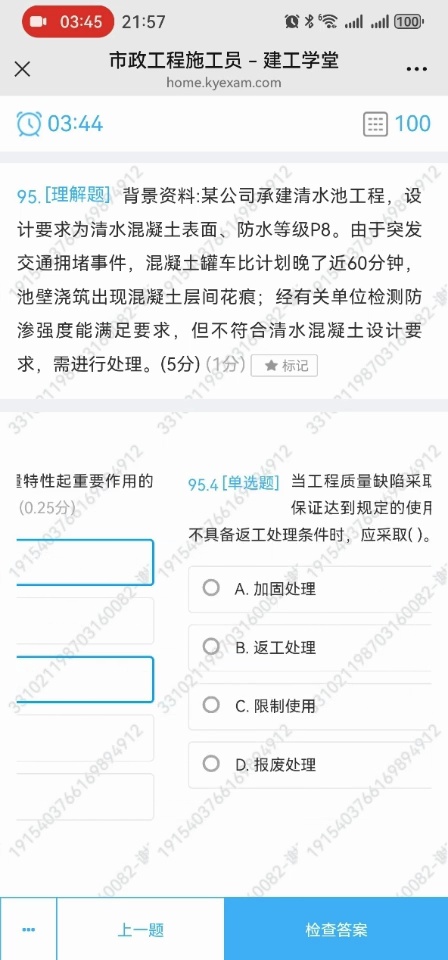 03:45 21:57 6 100
市政工程施工员 – 建工学堂
home.kyexam.com
03:44 100
95. [理解题] 背景资料:某公司承建清水池工程，设
计要求为清水混凝土表面、防水等级P8。由于突发
交通拥堵事件，混凝土罐车比计划晚了近60分钟，
池壁浇筑出现混凝土层间花痕；经有关单位检测防
渗强度能满足要求，但不符合清水混凝土设计要
求，需进行处理。(5分) (1分) ★ 标记
特性起重要作用的
(0.25分)
95.4 [单选题] 当工程质量缺陷采
保证达到规定的使用
不具备返工处理条件时，应采取( )。
A. 加固处理
B. 返工处理
C. 限制使用
D. 报废处理
331021198703160082-谢
1915403766169894912
上一题
检查答案